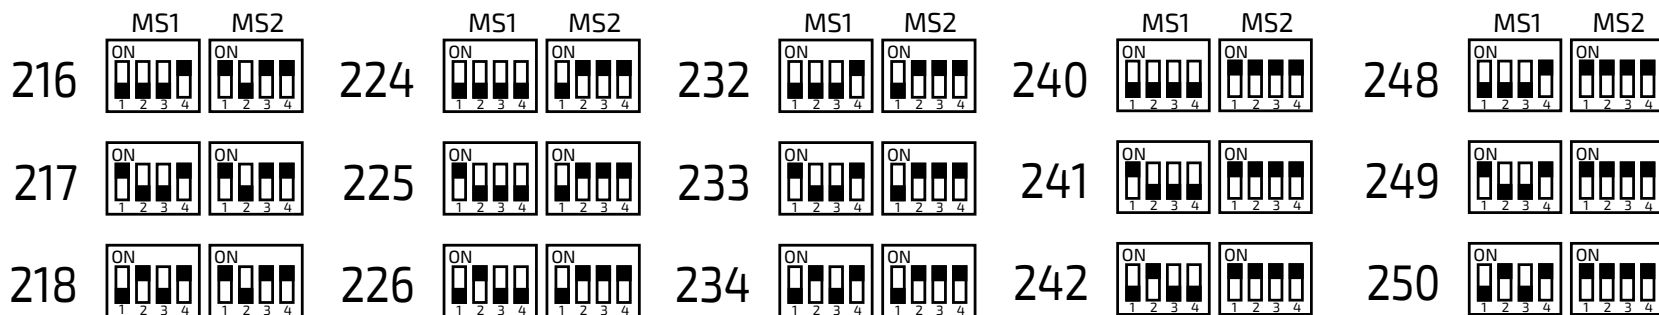 MS1 MS2 MS1 MS2 MS1 MS2 MS1 MS2 MS1 MS2
ON ON ON ON ON ON ON ON ON ON
216 224 232 240 248
1 2 3 4 1 2 3 4 1 2 3 4 1 2 3 4 1 2 3 4 1 2 3 4 1 2 3 4 1 2 3 4 1 2 3 4 1 2 3 4
ON ON ON ON ON ON ON ON ON ON
217 225 233 241 249
1 2 3 4 1 2 3 4 1 2 3 4 1 2 3 4 1 2 3 4 1 2 3 4 1 2 3 4 1 2 3 4 1 2 3 4 1 2 3 4
ON ON ON ON ON ON ON ON ON ON
218 226 234 242 250
1 2 3 4 1 2 3 4 1 2 3 4 1 2 3 4 1 2 3 4 1 2 3 4 1 2 3 4 1 2 3 4 1 2 3 4 1 2 3 4